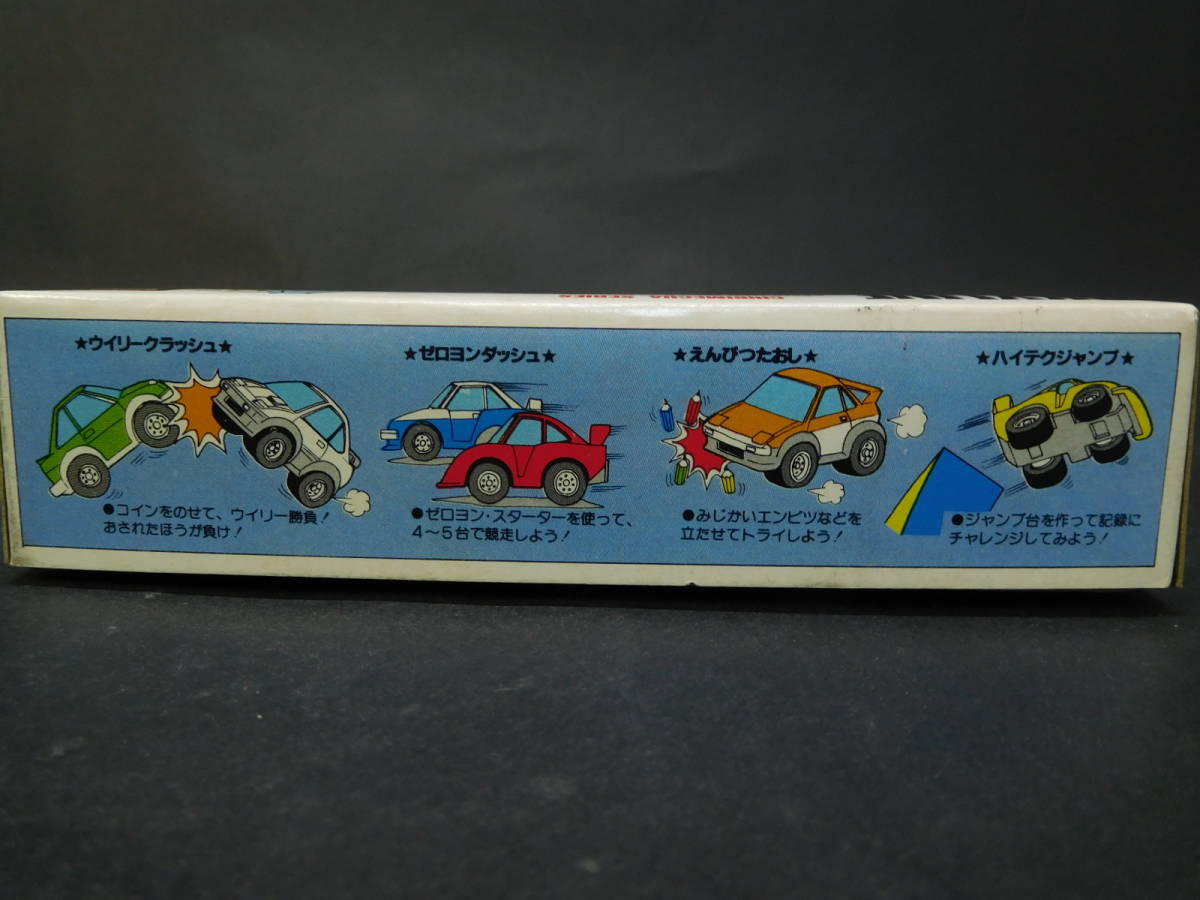 CHIBIMECHA SERIES
★ウイリークラッシュ★
●コインをのせて、ウイリー勝負!
おされたほうが負け!
★ゼロヨンダッシュ★
●ゼロヨン・スターターを使って、
4〜5台で競走しよう!
★えんぴつたおし★
●みじかいエンピツなどを
立たせてトライしよう!
★ハイテクジャンプ★
●ジャンプ台を作って記録に
チャレンジしてみよう!